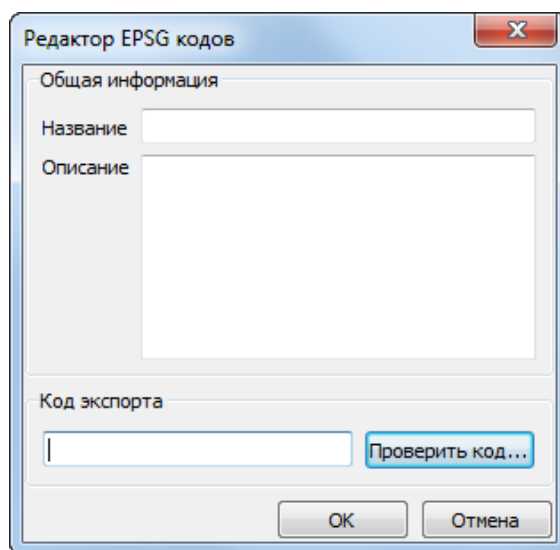 Редактор EPSG кодов
Общая информация
Название
Описание
Код экспорта
Проверить код...
OK Отмена